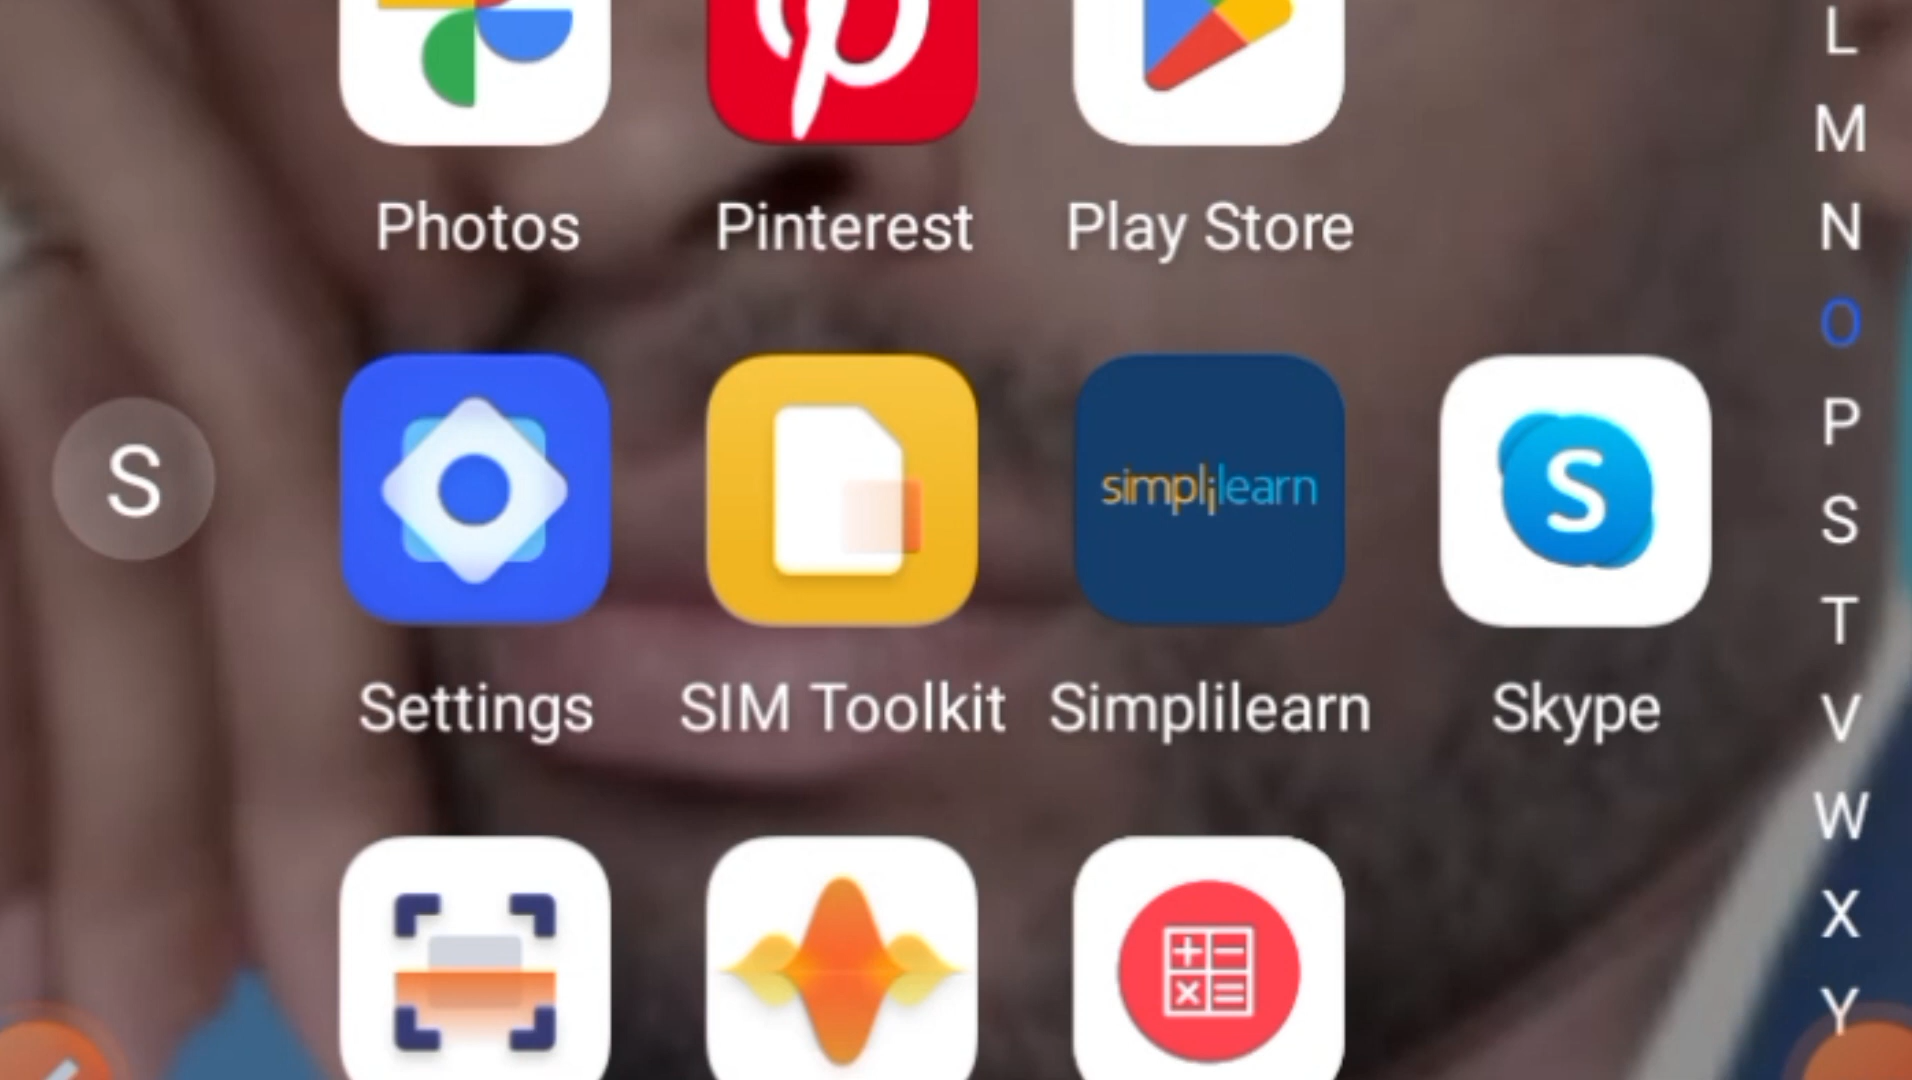 Photos Pinterest Play Store
S
simplilearn
S
Settings SIM Toolkit Simplilearn Skype
L
M
N
O
P
S
T
V
W
X
Y